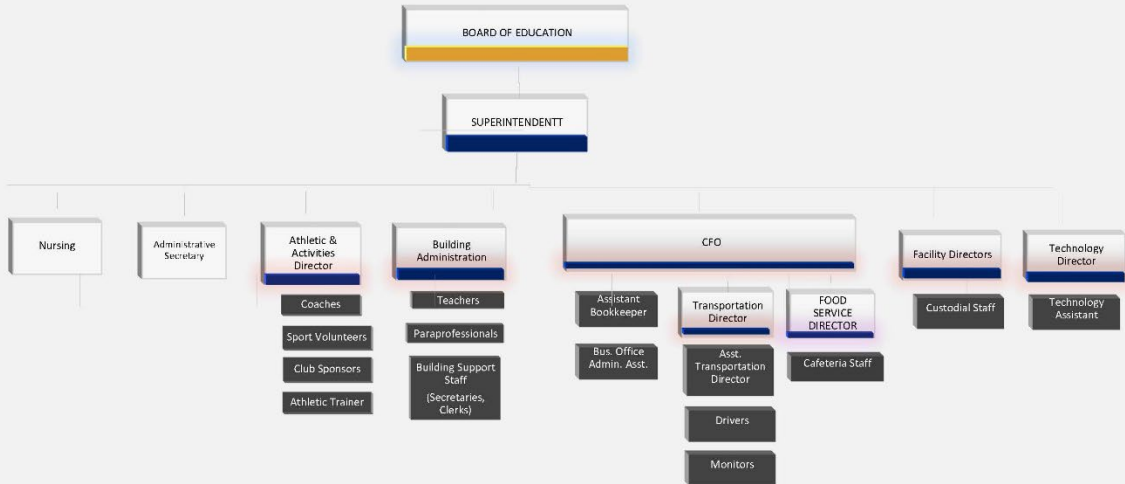 BOARD OF EDUCATION
SUPERINTENDENTT
Nursing
Administrative
Secretary
Athletic &
Activities
Director
Building
Administration
CFO
Facility Directors
Technology
Director
Coaches
Sport Volunteers
Club Sponsors
Athletic Trainer
Teachers
Paraprofessionals
Building Support
Staff
(Secretaries,
Clerks)
Assistant
Bookkeeper
Bus. Office
Admin. Asst.
Transportation
Director
Asst.
Transportation
Director
Drivers
Monitors
FOOD
SERVICE
DIRECTOR
Cafeteria Staff
Custodial Staff
Technology
Assistant